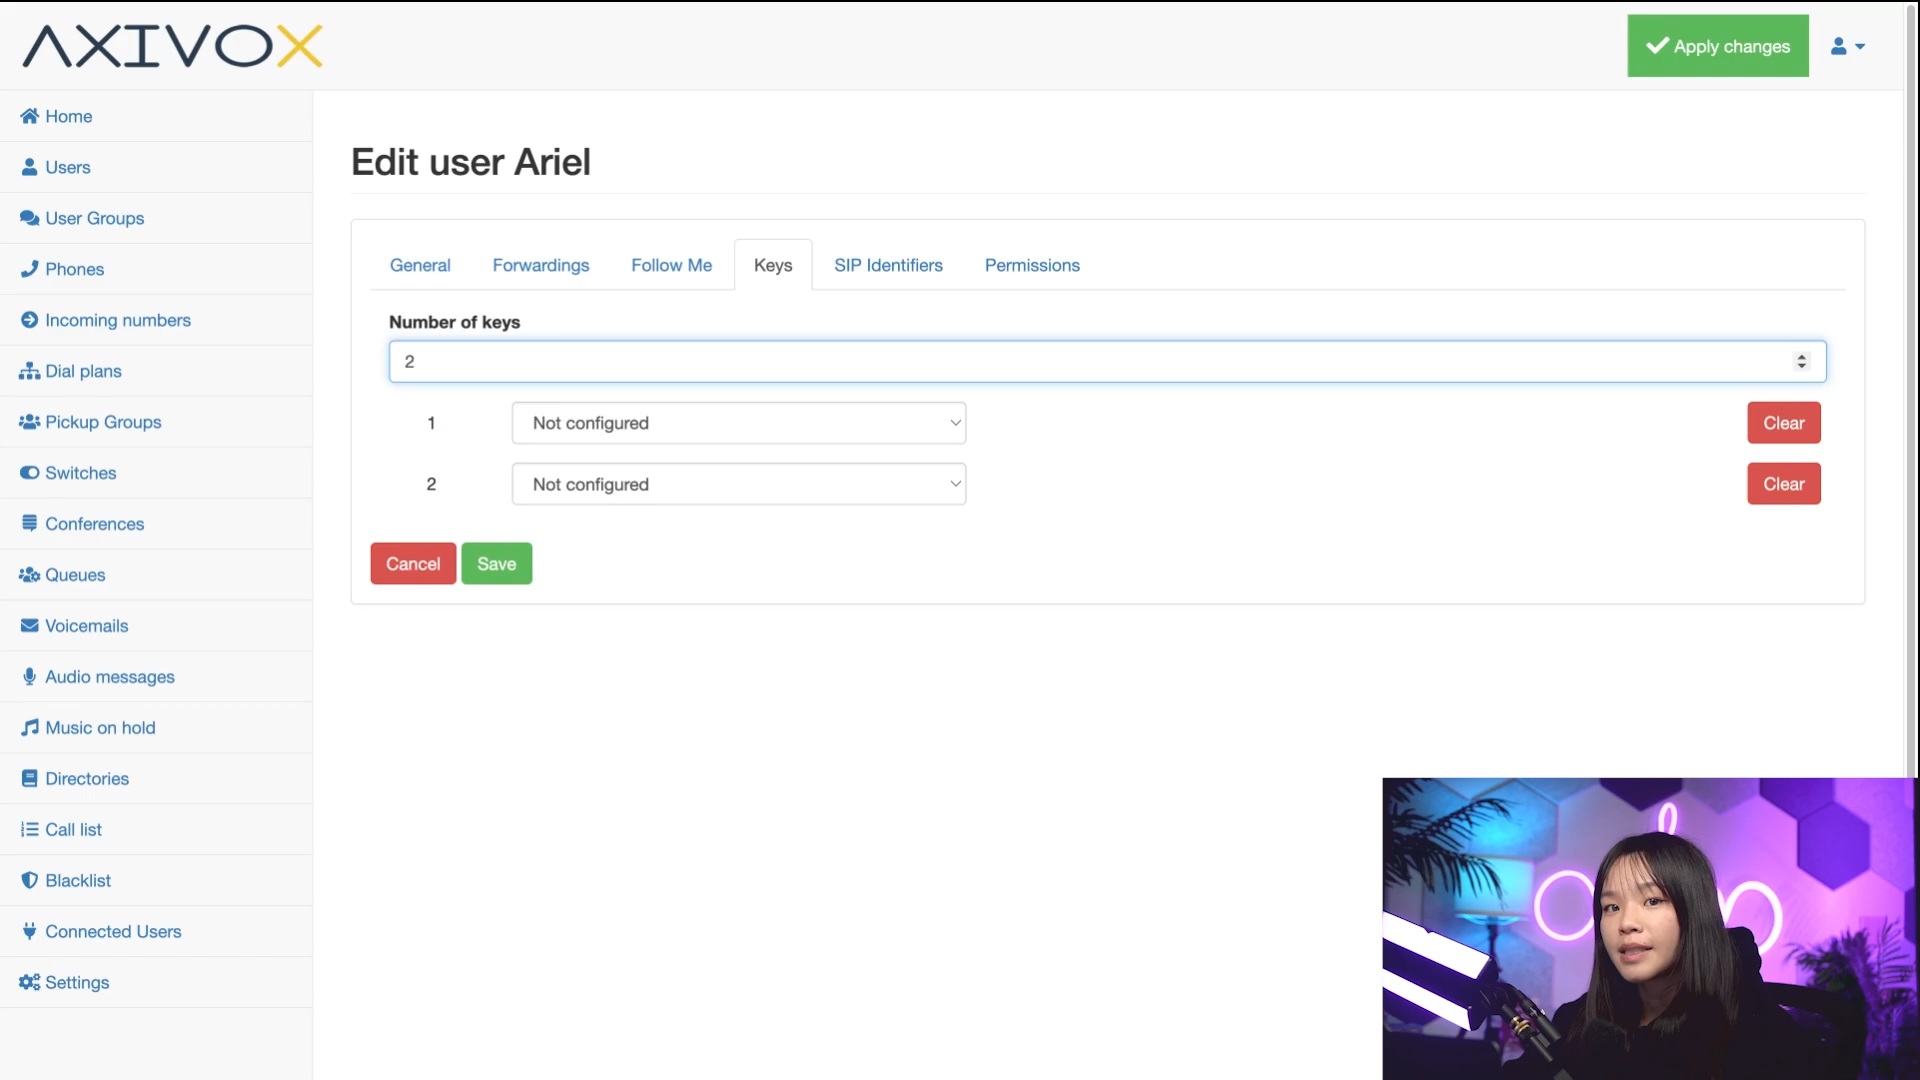 AXIVOX
Apply changes
Home
Users
User Groups
Phones
Incoming numbers
Dial plans
Pickup Groups
Switches
Conferences
Queues
Voicemails
Audio messages
Music on hold
Directories
Call list
Blacklist
Connected Users
Settings
Edit user Ariel
General Forwardings Follow Me Keys SIP Identifiers Permissions
Number of keys
2
1 Not configured Clear
2 Not configured Clear
Cancel Save